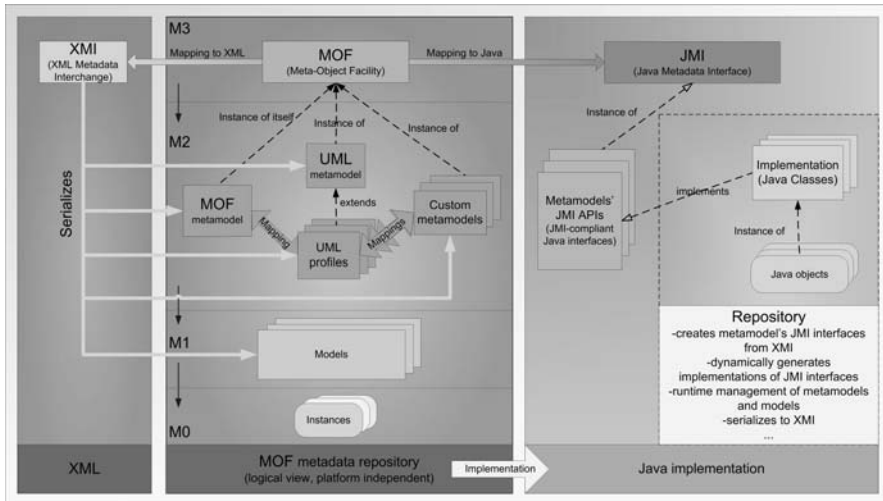 XMI
(XML Metadata
Interchange)
Serializes
XML
M3
Mapping to XML
MOF
(Meta-Object Facility)
Mapping to Java
Instance of itself
Instance of
Instance of
M2
UML
metamodel
MOF
metamodel
extends
Custom
metamodels
Mapping
Mappings
UML
profiles
M1
Models
M0
Instances
MOF metadata repository
(logical view, platform independent)
Implementation
JMI
(Java Metadata Interface)
Instance of
Metamodels'
JMI APIs
(JMI-compliant
Java interfaces)
implements
Implementation
(Java Classes)
Instance of
Java objects
Repository
-creates metamodel's JMI interfaces
from XMI
-dynamically generates
implementations of JMI interfaces
-runtime management of metamodels
and models
-serializes to XMI
...
Java implementation